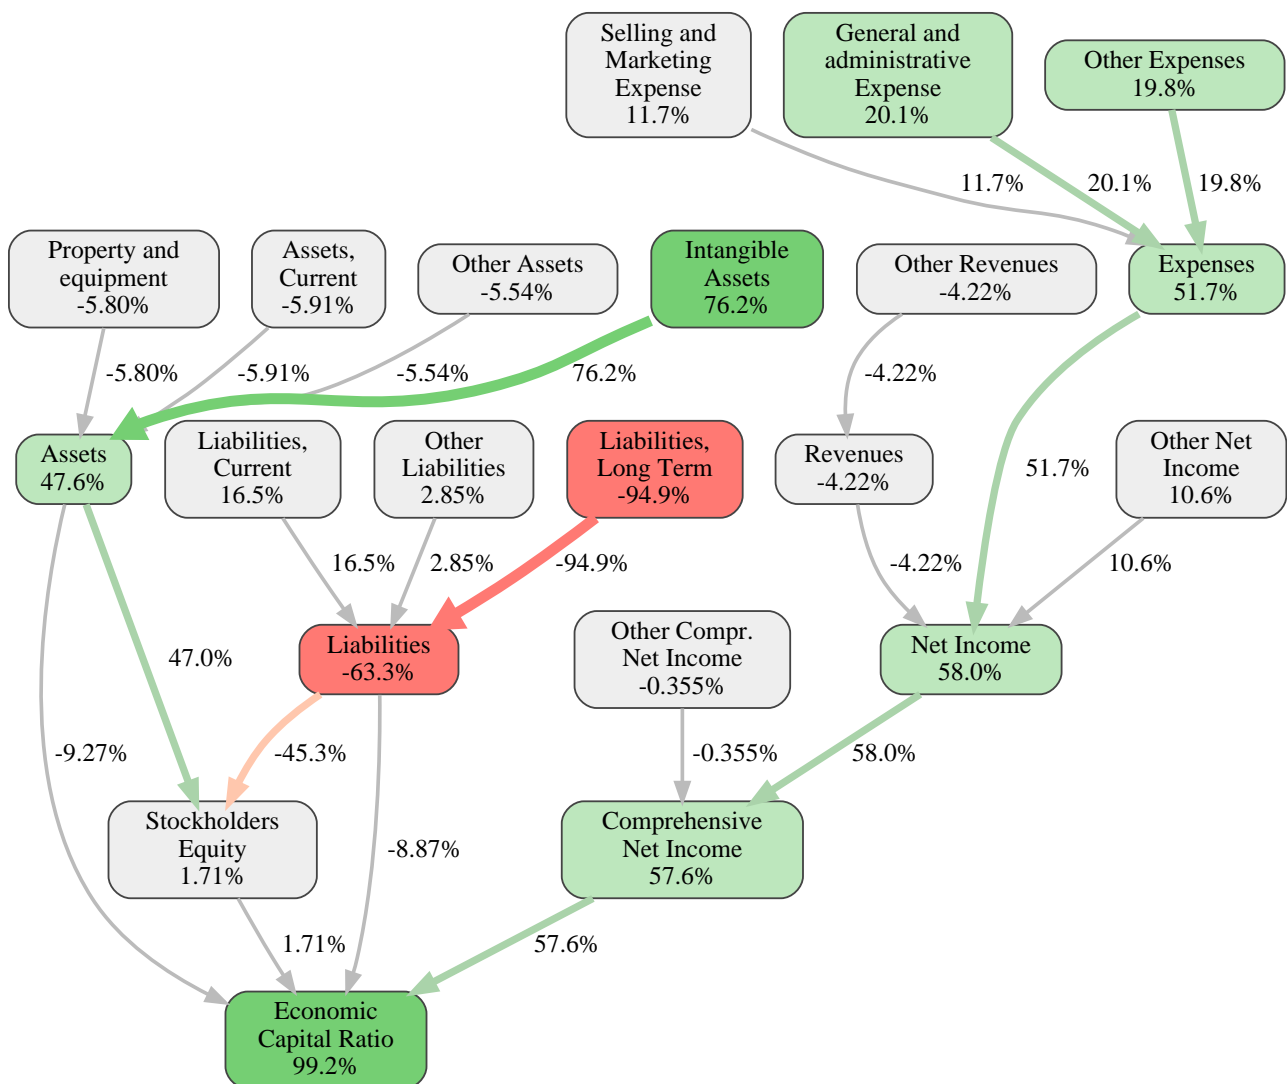 Selling and
Marketing
Expense
11.7%
General and
administrative
Expense
20.1%
Other Expenses
19.8%
11.7%
20.1%
19.8%
Property and
equipment
-5.80%
Assets,
Current
-5.91%
Other Assets
-5.54%
Intangible
Assets
76.2%
Other Revenues
-4.22%
Expenses
51.7%
-5.80%
-5.91%
-5.54%
76.2%
-4.22%
Assets
47.6%
Liabilities,
Current
16.5%
Other
Liabilities
2.85%
Liabilities,
Long Term
-94.9%
Revenues
-4.22%
51.7%
Other Net
Income
10.6%
16.5%
2.85%
-94.9%
-4.22%
10.6%
47.0%
Liabilities
-63.3%
Other Compr.
Net Income
-0.355%
Net Income
58.0%
-9.27%
-45.3%
-0.355%
58.0%
Stockholders
Equity
1.71%
-8.87%
Comprehensive
Net Income
57.6%
1.71%
57.6%
Economic
Capital Ratio
99.2%